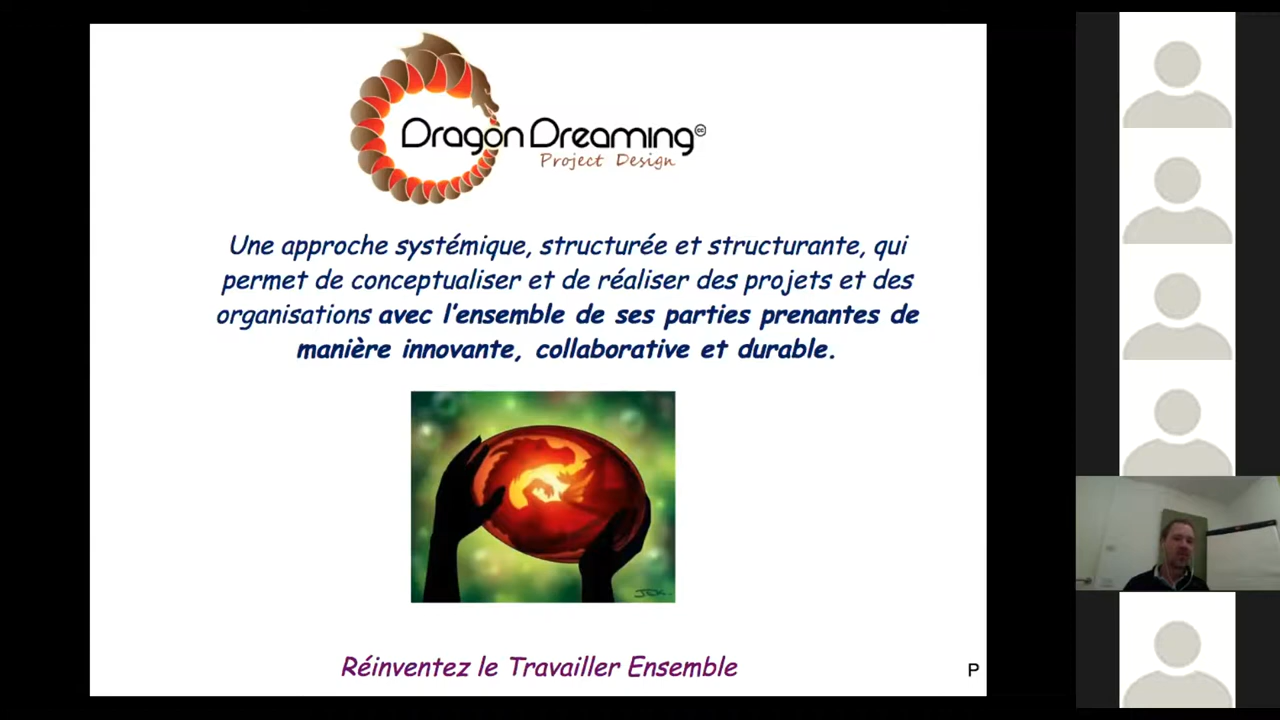 Dragon Dreaming
Project Design
Une approche systémique, structurée et structurante, qui
permet de conceptualiser et de réaliser des projets et des
organisations avec l'ensemble de ses parties prenantes de
manière innovante, collaborative et durable.
Réinventez le Travailler Ensemble
P